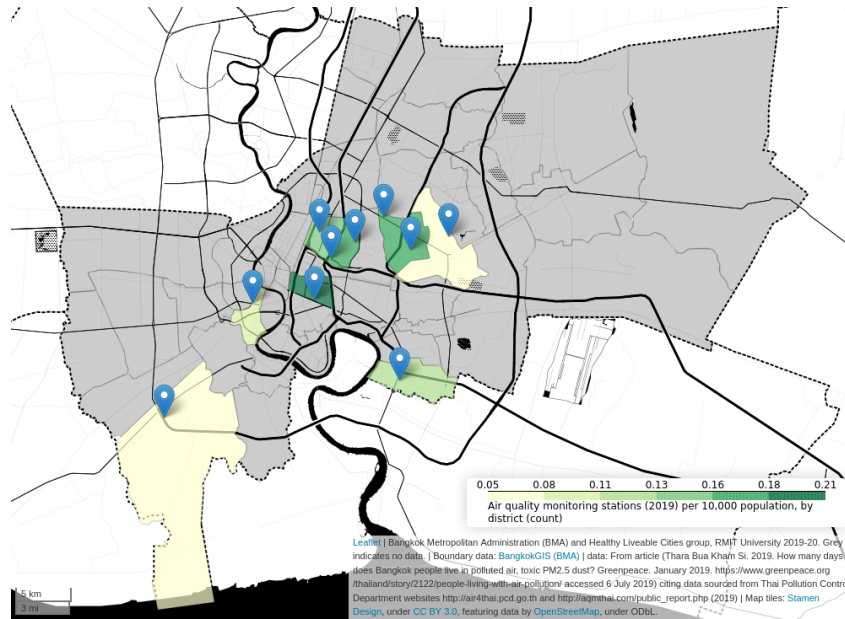 0.05 0.08 0.11 0.13 0.16 0.18 0.21
Air quality monitoring stations (2019) per 10,000 population, by
district (count)
Leaflet | Bangkok Metropolitan Administration (BMA) and Healthy Liveable Cities group, RMIT University 2019-20. Grey
indicates no data. | Boundary data: BangkokGIS (BMA) | data: From article (Thara Bua Kham Si. 2019. How many days
does Bangkok people live in polluted air, toxic PM2.5 dust? Greenpeace. January 2019. https://www.greenpeace.org
/thailand/story/2122/people-living-with-air-pollution/ accessed 6 July 2019) citing data sourced from Thai Pollution Contro
Department websites http://air4thai.pcd.go.th and http://aqmthai.com/public_report.php (2019) | Map tiles: Stamen
Design, under CC BY 3.0, featuring data by OpenStreetMap, under ODbL.
5 km
3 mi